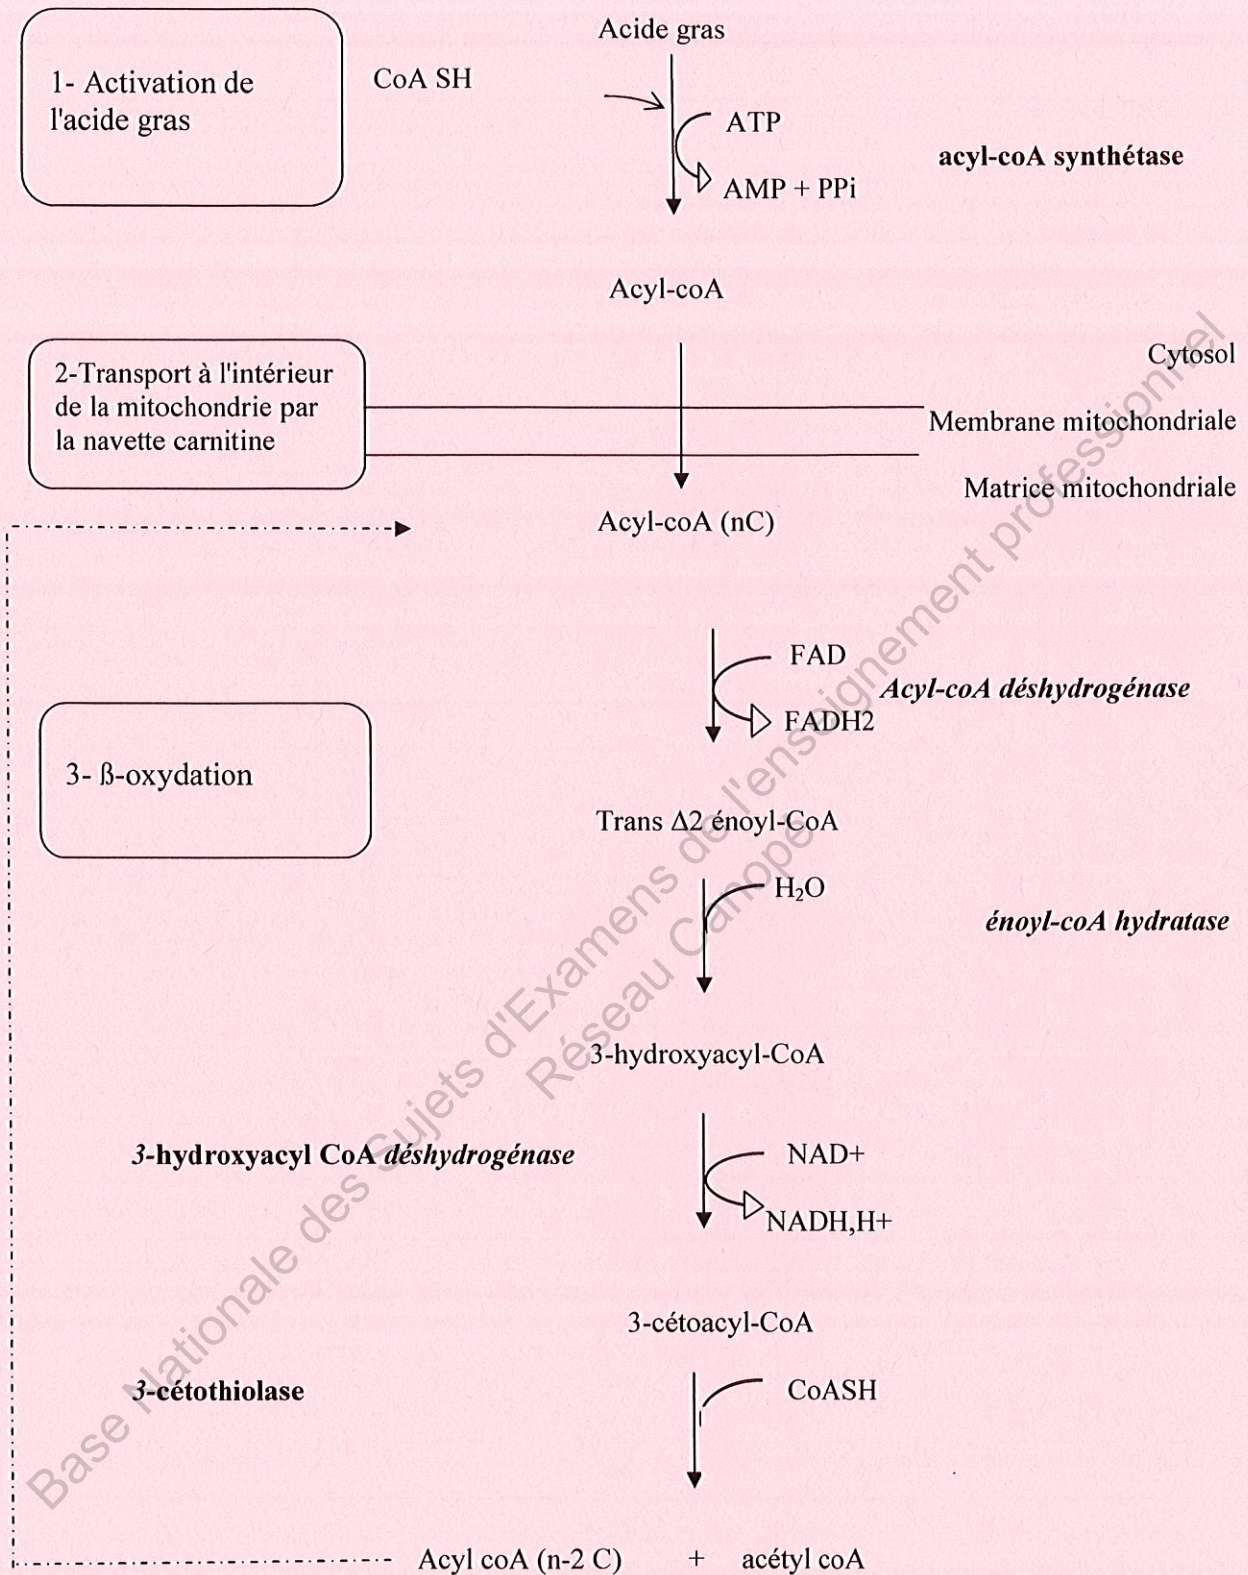 Acide gras
1- Activation de
l'acide gras
CoA SH
ATP
acyl-coA synthétase
AMP + PPi
Acyl-coA
2-Transport à l'intérieur
de la mitochondrie par
la navette carnitine
Cytosol
Membrane mitochondriale
Matrice mitochondriale
Acyl-coA (nC)
FAD
Acyl-coA déshydrogénase
FADH2
3- ß-oxydation
Trans Δ2 énoyl-CoA
H₂O
énoyl-coA hydratase
3-hydroxyacyl-CoA
3-hydroxyacyl CoA déshydrogénase
NAD+
NADH,H+
3-cétoacyl-CoA
3-cétothiolase
CoASH
Acyl coA (n-2 C) + acétyl coA
Base Nationale des Sujets d'Examens de l'enseignement professionnel
Réseau Canopé